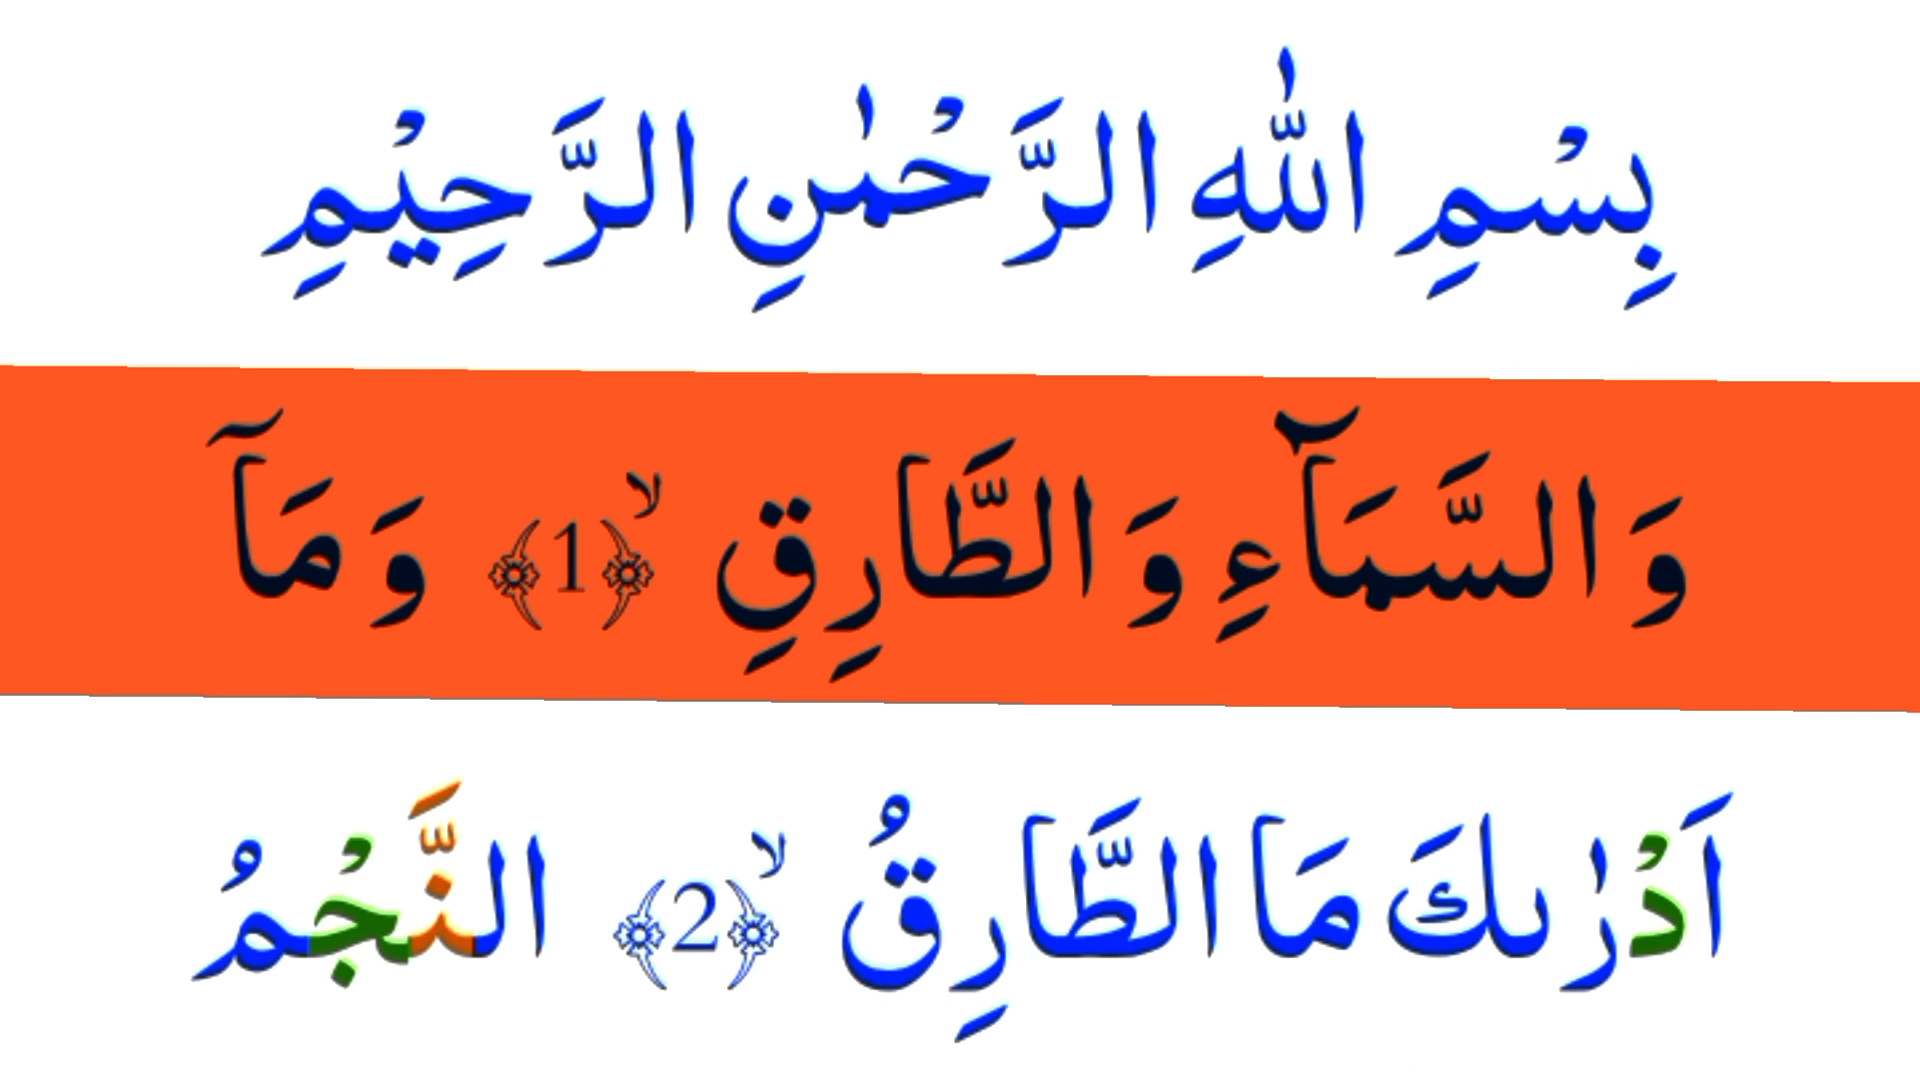 بِسْمِ اللّٰهِ الرَّحْمٰنِ الرَّحِيْمِ
وَ السَّمَآءِ وَ الطَّارِقِ ۙ﴿1﴾ وَ مَآ
اَدْرٰىكَ مَا الطَّارِقُ ۙ﴿2﴾ النَّجْمُ